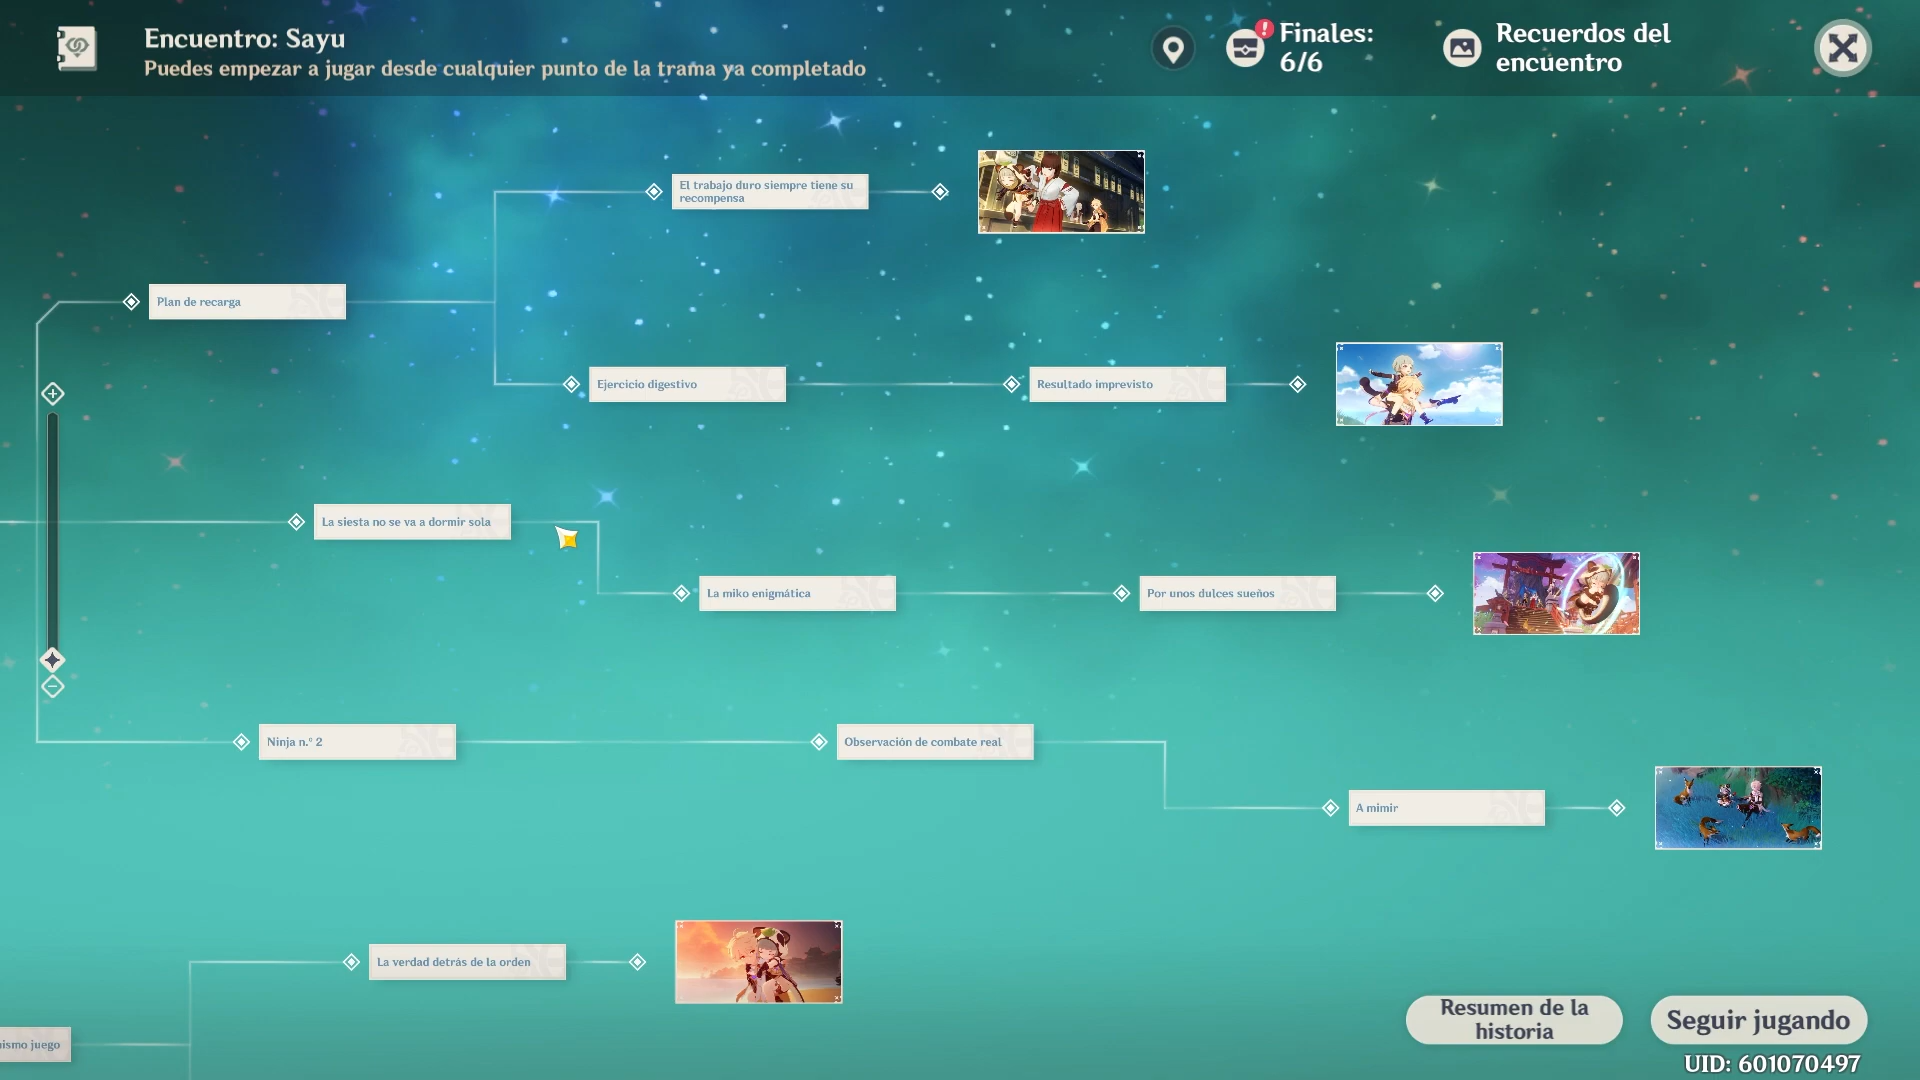 Encuentro: Sayu
Puedes empezar a jugar desde cualquier punto de la trama ya completado
Finales:
6/6
Recuerdos del
encuentro
El trabajo duro siempre tiene su
recompensa
Plan de recarga
Ejercicio digestivo
Resultado imprevisto
La siesta no se va a dormir sola
La miko enigmática
Por unos dulces sueños
Ninja n.º 2
Observación de combate real
A mimir
La verdad detrás de la orden
juego
Resumen de la
historia
Seguir jugando
UID: 601070497